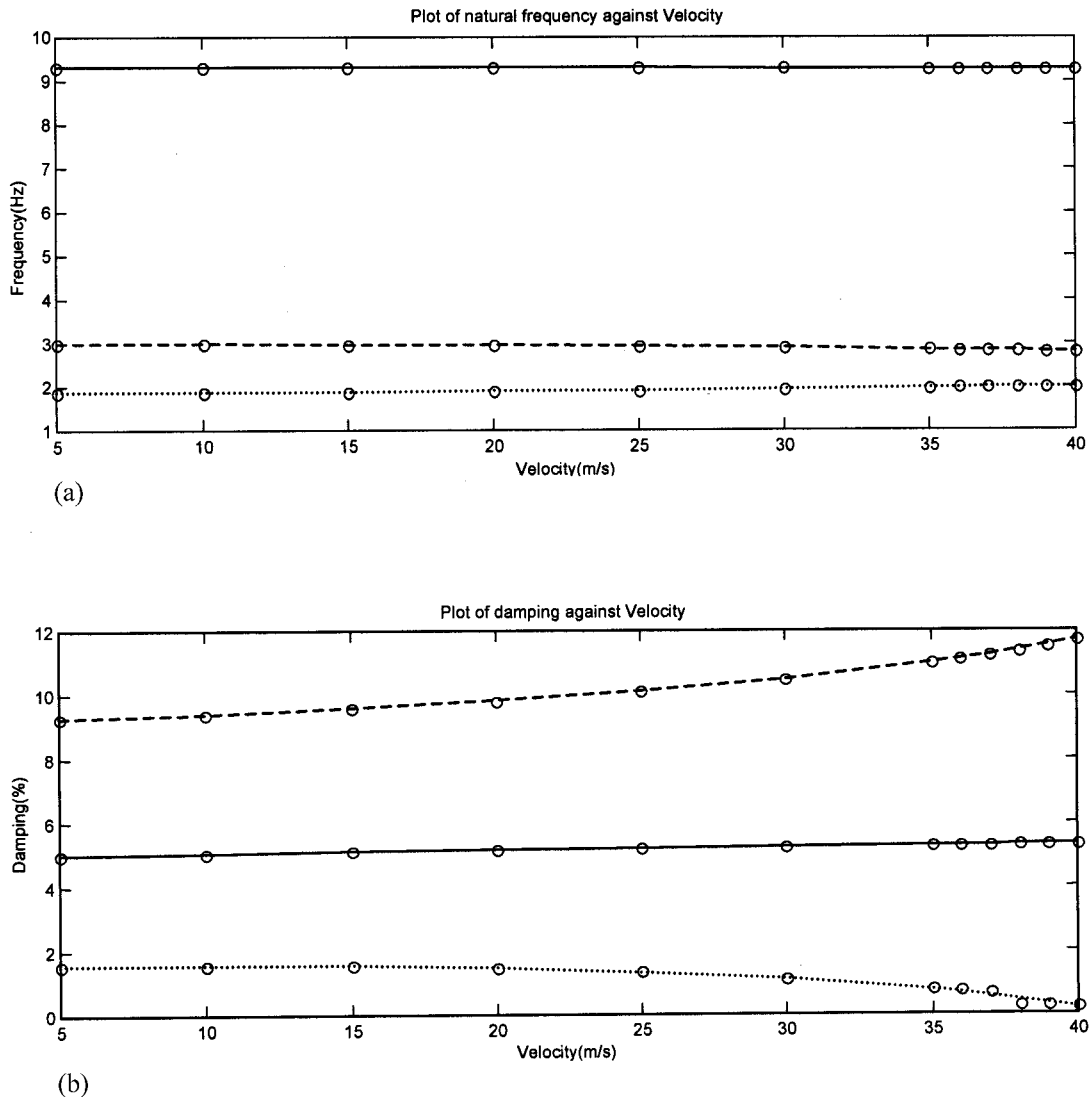 Plot of natural frequency against Velocity
10
9
8
7
6
5
4
3
2
1
Frequency(Hz)
5 10 15 20 25 30 35 40
Velocity(m/s)
(a)
Plot of damping against Velocity
12
10
8
6
4
2
0
Damping(%)
5 10 15 20 25 30 35 40
Velocity(m/s)
(b)